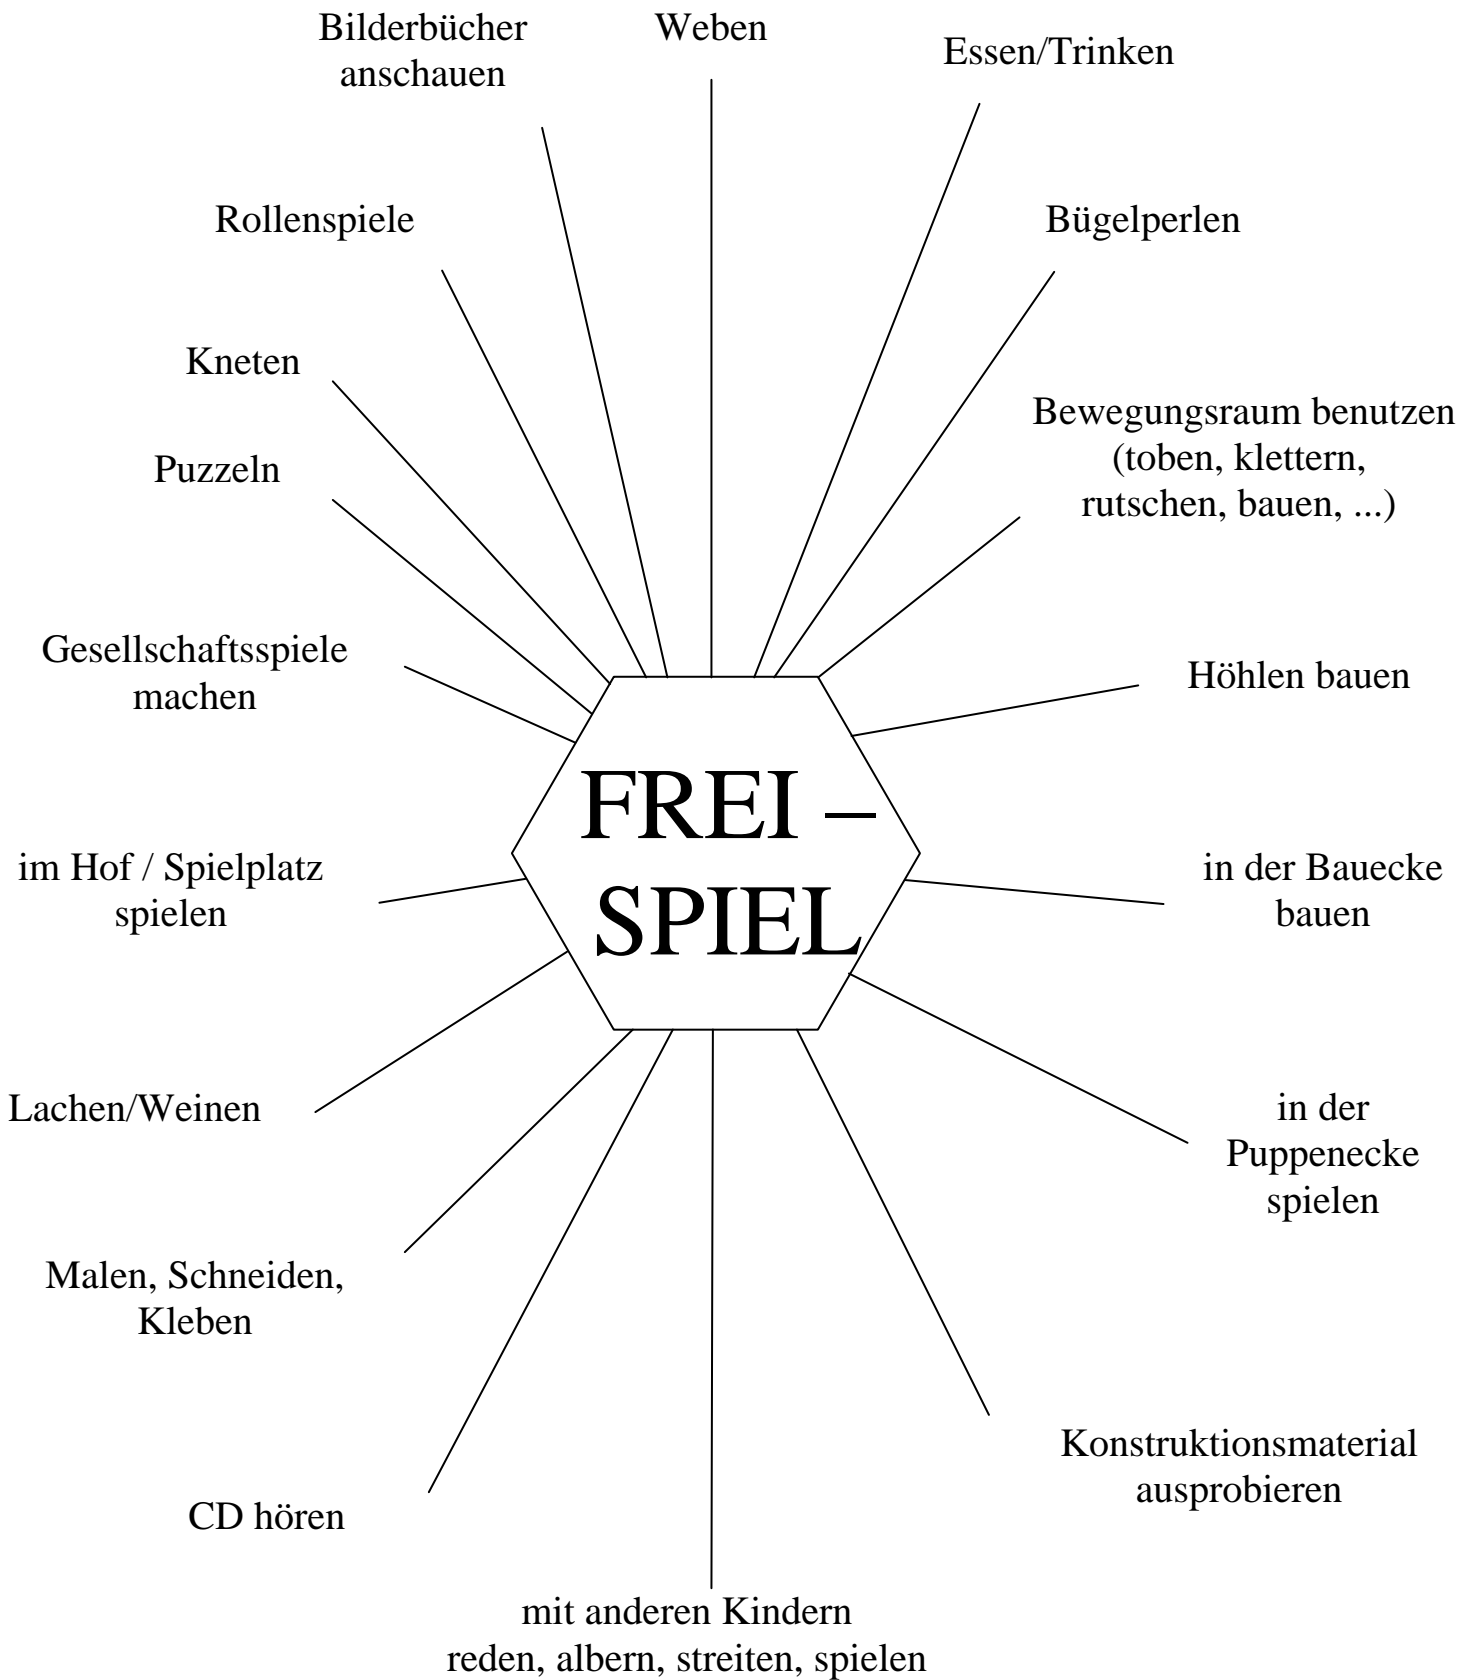 Bilderbücher
anschauen
Weben
Essen/Trinken
Rollenspiele
Bügelperlen
Kneten
Bewegungsraum benutzen
(toben, klettern,
rutschen, bauen, ...)
Puzzeln
Gesellschaftsspiele
machen
Höhlen bauen
FREI –
SPIEL
im Hof / Spielplatz
spielen
in der Bauecke
bauen
Lachen/Weinen
in der
Puppenecke
spielen
Malen, Schneiden,
Kleben
Konstruktionsmaterial
ausprobieren
CD hören
mit anderen Kindern
reden, albern, streiten, spielen